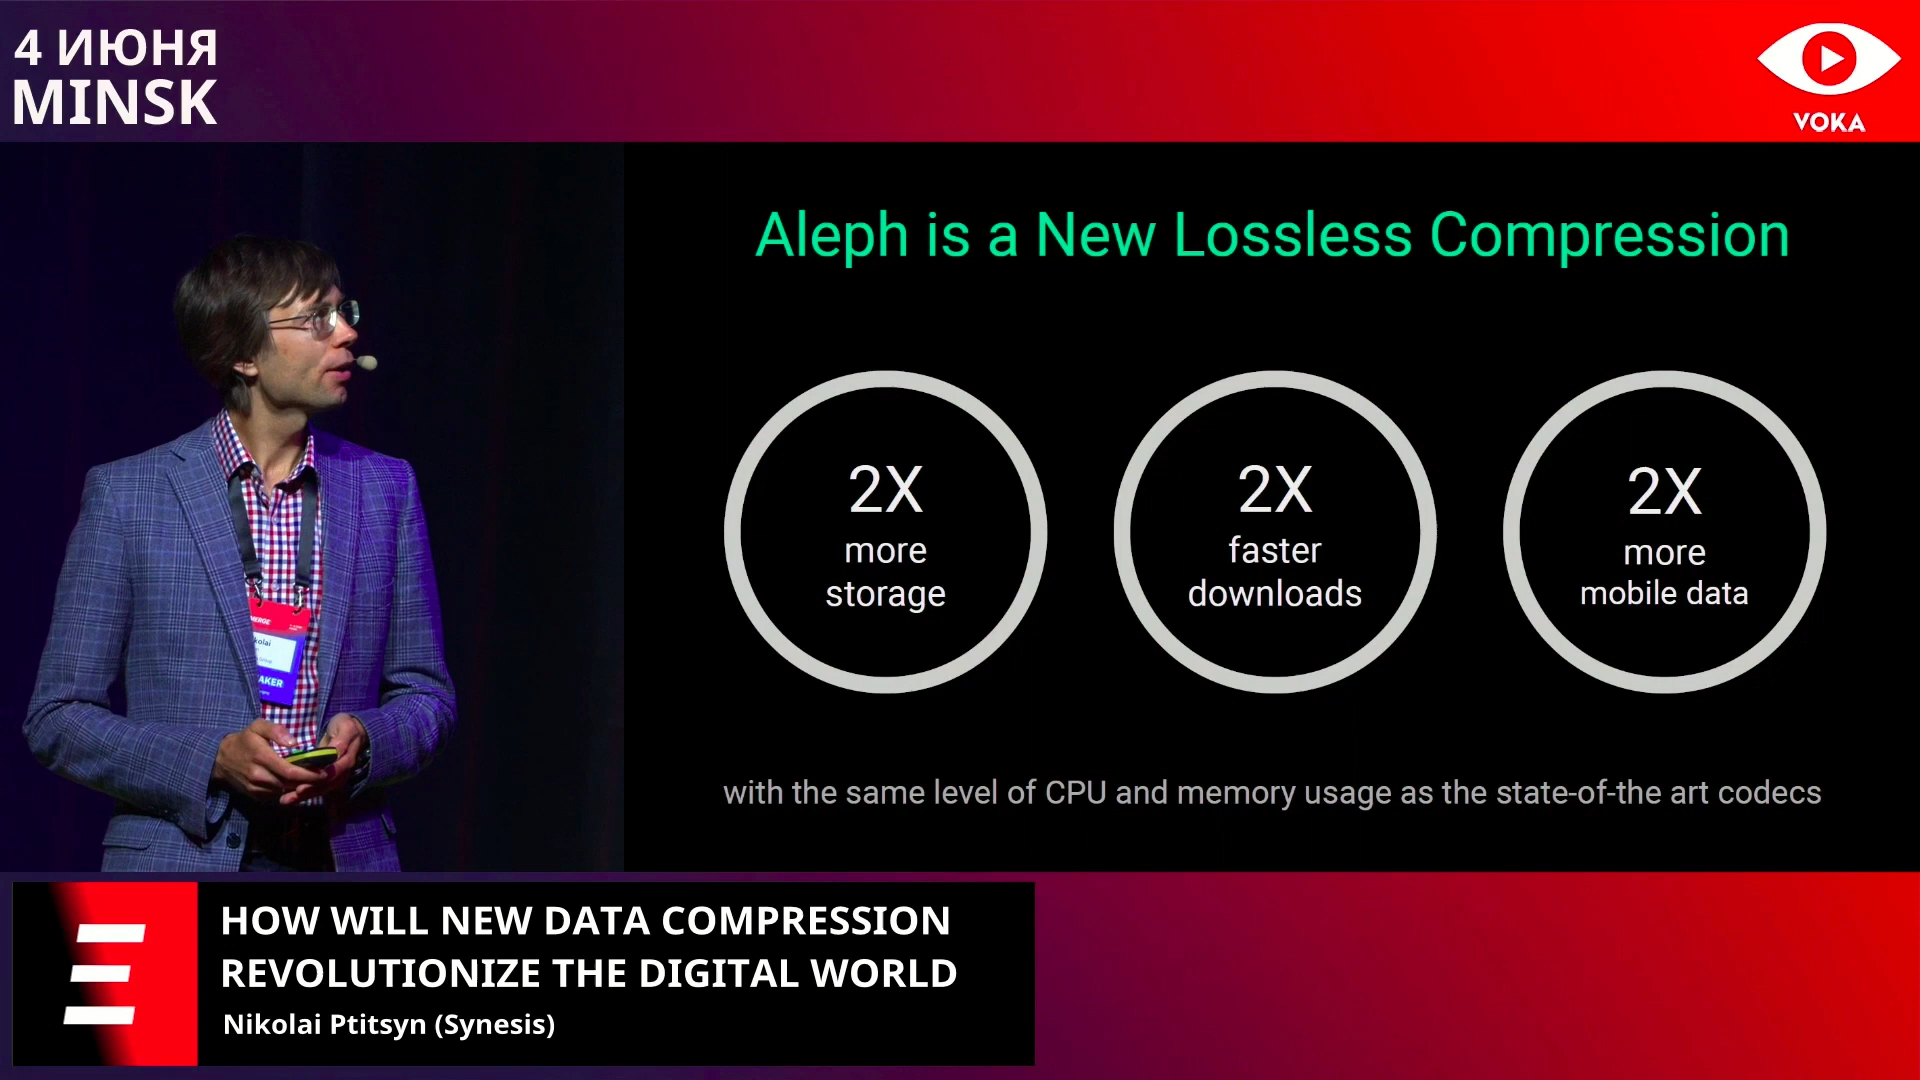 4 ИЮНЯ
MINSK
VOKA
Aleph is a New Lossless Compression
2X
more
storage
2X
faster
downloads
2X
more
mobile data
with the same level of CPU and memory usage as the state-of-the art codecs
HOW WILL NEW DATA COMPRESSION
REVOLUTIONIZE THE DIGITAL WORLD
Nikolai Ptitsyn (Synesis)